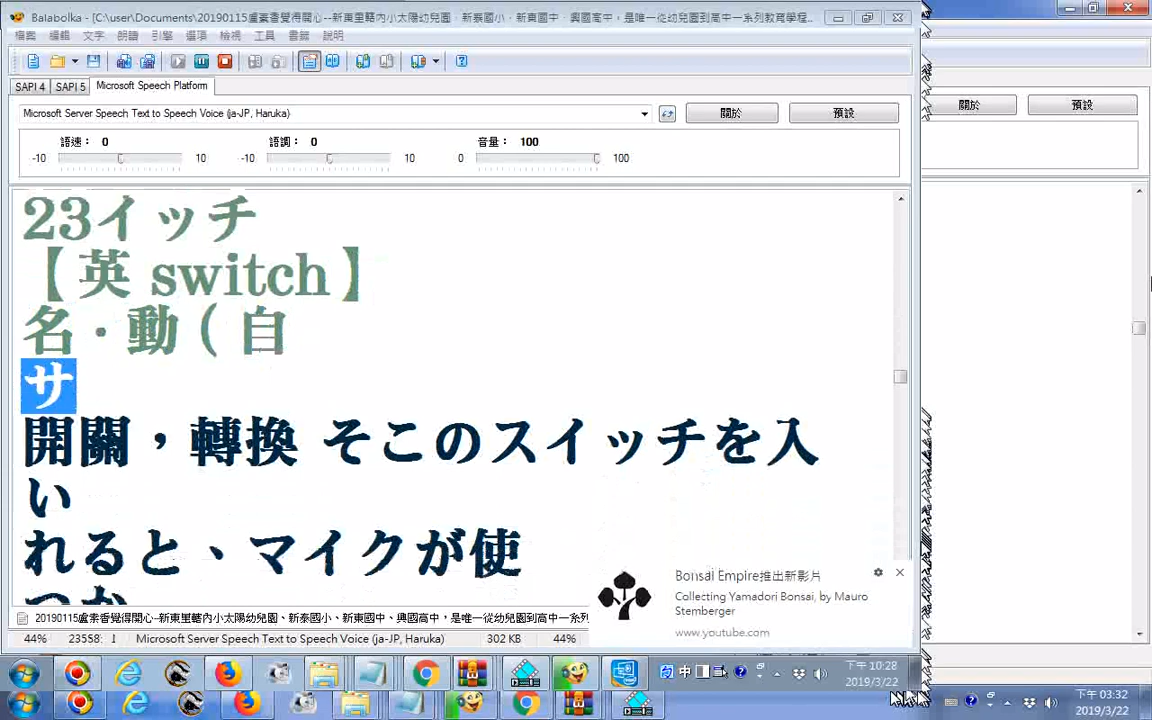 Balabolka - [C:\user\Documents\20190115盧素香覺得開心--新東里轄內小太陽幼兒園、新泰國小、新東國中、興國高中，是唯一從幼兒園到高中一系列教育學程...
檔案 編輯 文字 朗讀 引擎 選項 檢視 工具 書籤 說明
SAPI 4 SAPI 5 Microsoft Speech Platform
Microsoft Server Speech Text to Speech Voice (ja-JP, Haruka) 關於 預設
關於 預設
語速： 0 語調： 0 音量： 100
-10 10 -10 10 0 100
23イッチ
【英 switch】
名・動（自
サ
開關，轉換 そこのスイッチを入
い
れると、マイクが使
つか
Bonsai Empire推出新影片
Collecting Yamadori Bonsai, by Mauro
Stemberger
www.youtube.com
20190115盧素香覺得開心--新東里轄內小太陽幼兒園、新泰國小、新東國中、興國高中，是唯一從幼兒園到高中一系列
44% 23558: 1 Microsoft Server Speech Text to Speech Voice (ja-JP, Haruka) 302 KB 44%
中 下午 10:28
2019/3/22
下午 03:32
2019/3/22